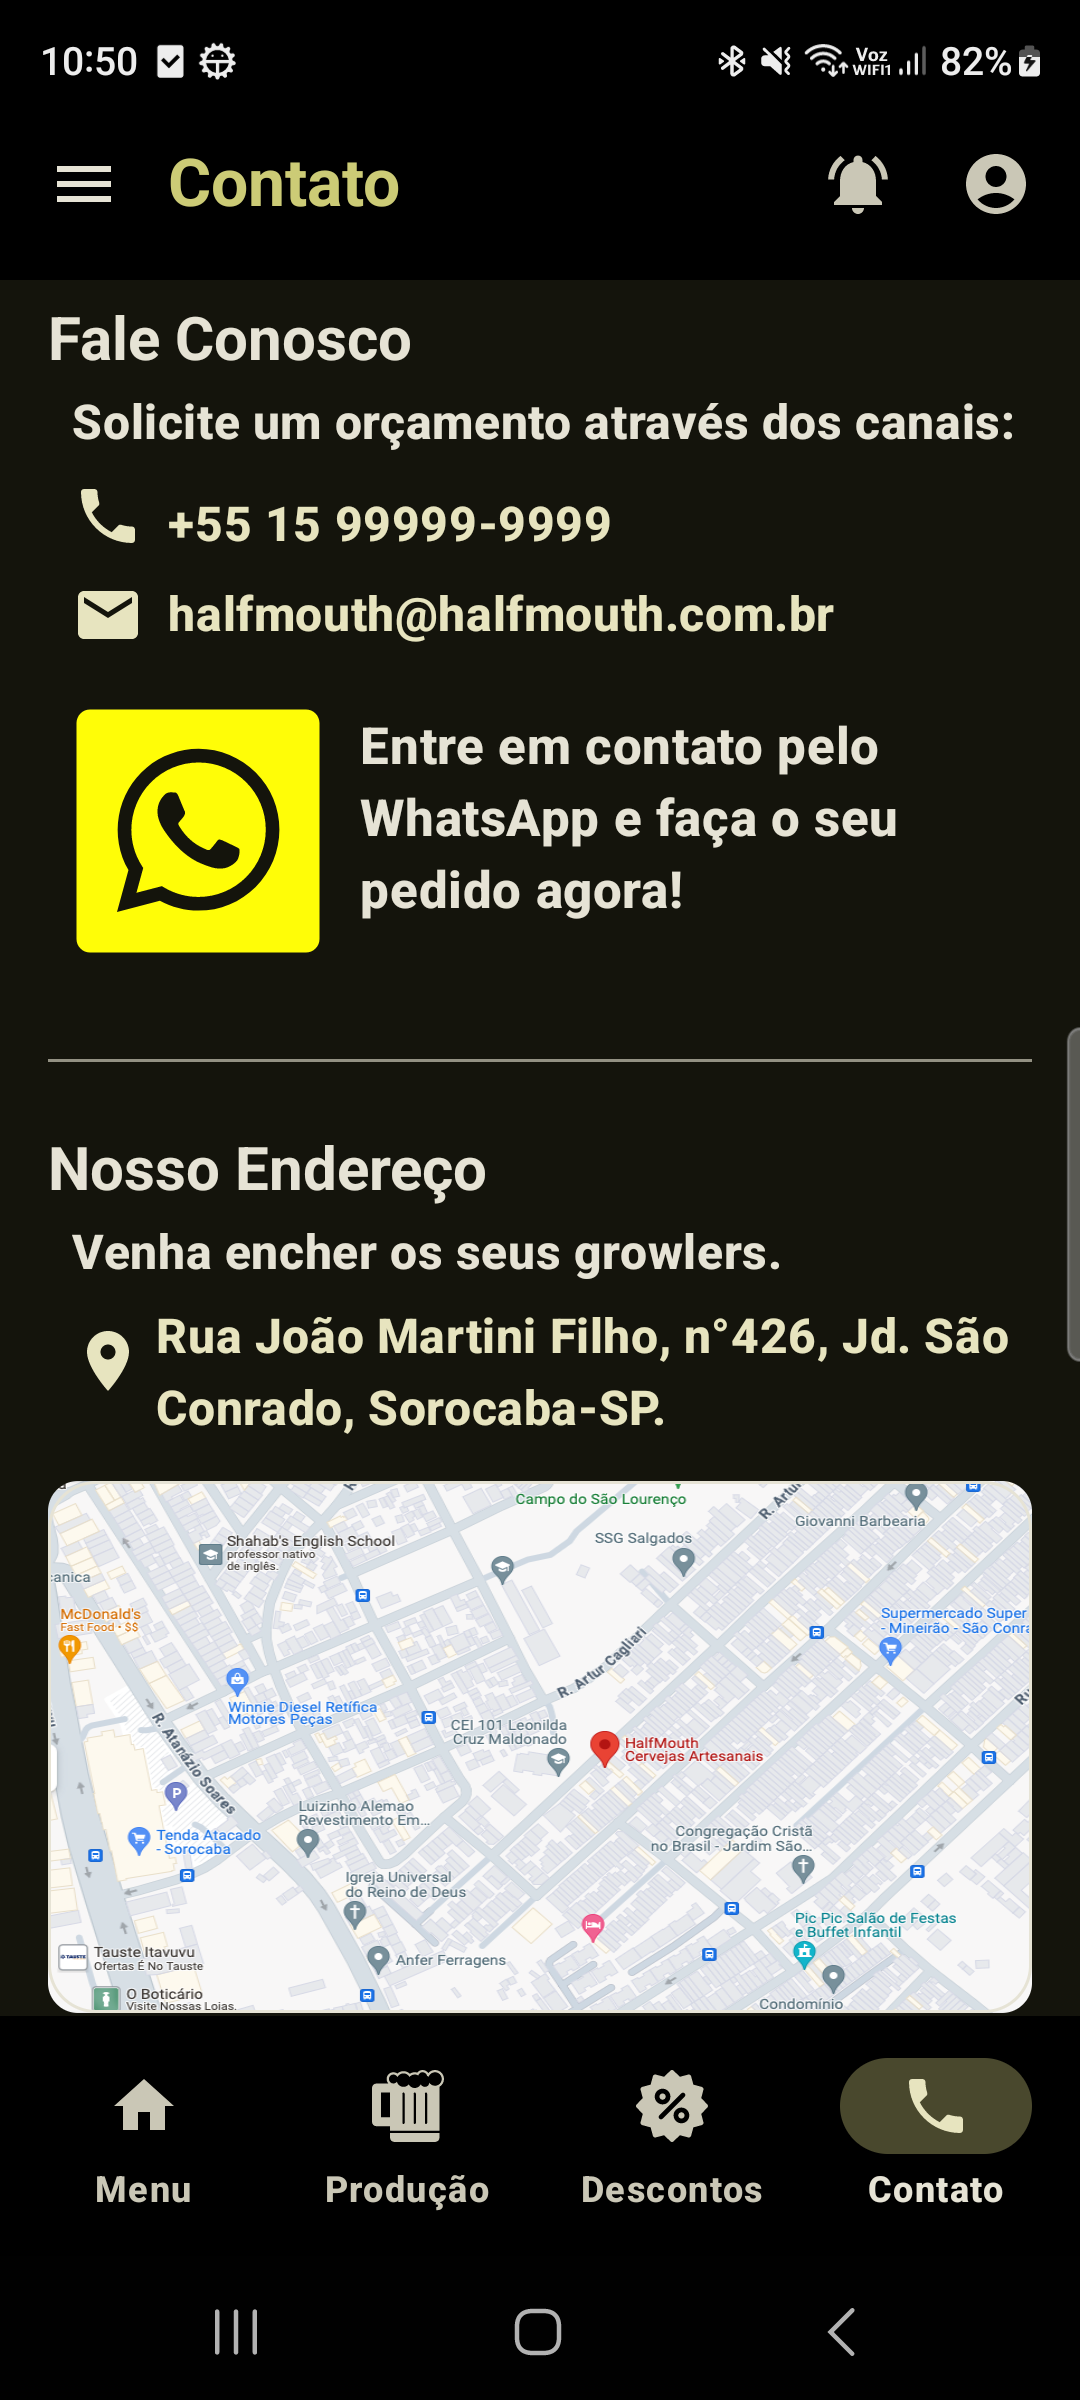 10:50
Voz
WIFI1
82%
Contato
Fale Conosco
Solicite um orçamento através dos canais:
+55 15 99999-9999
halfmouth@halfmouth.com.br
Entre em contato pelo
WhatsApp e faça o seu
pedido agora!
Nosso Endereço
Venha encher os seus growlers.
Rua João Martini Filho, n°426, Jd. São
Conrado, Sorocaba-SP.
Campo do São Lourenço
R. Artur
Giovanni Barbearia
Shahab's English School
professor nativo
de inglês.
SSG Salgados
canica
McDonald's
Fast Food • $$
Supermercado Super
- Mineirão - São Conra
R. Artur Cagliari
Winnie Diesel Retífica
Motores Peças
R. Atanázio Soares
CEI 101 Leonilda
Cruz Maldonado
HalfMouth
Cervejas Artesanais
P
Luizinho Alemao
Revestimento Em...
Tenda Atacado
- Sorocaba
Congregação Cristã
no Brasil - Jardim São...
Igreja Universal
do Reino de Deus
Pic Pic Salão de Festas
e Buffet Infantil
Tauste Itavuvu
Ofertas É No Tauste
TAUSTE
Anfer Ferragens
O Boticário
Visite Nossas Lojas.
Condomínio
Menu
Produção
Descontos
Contato